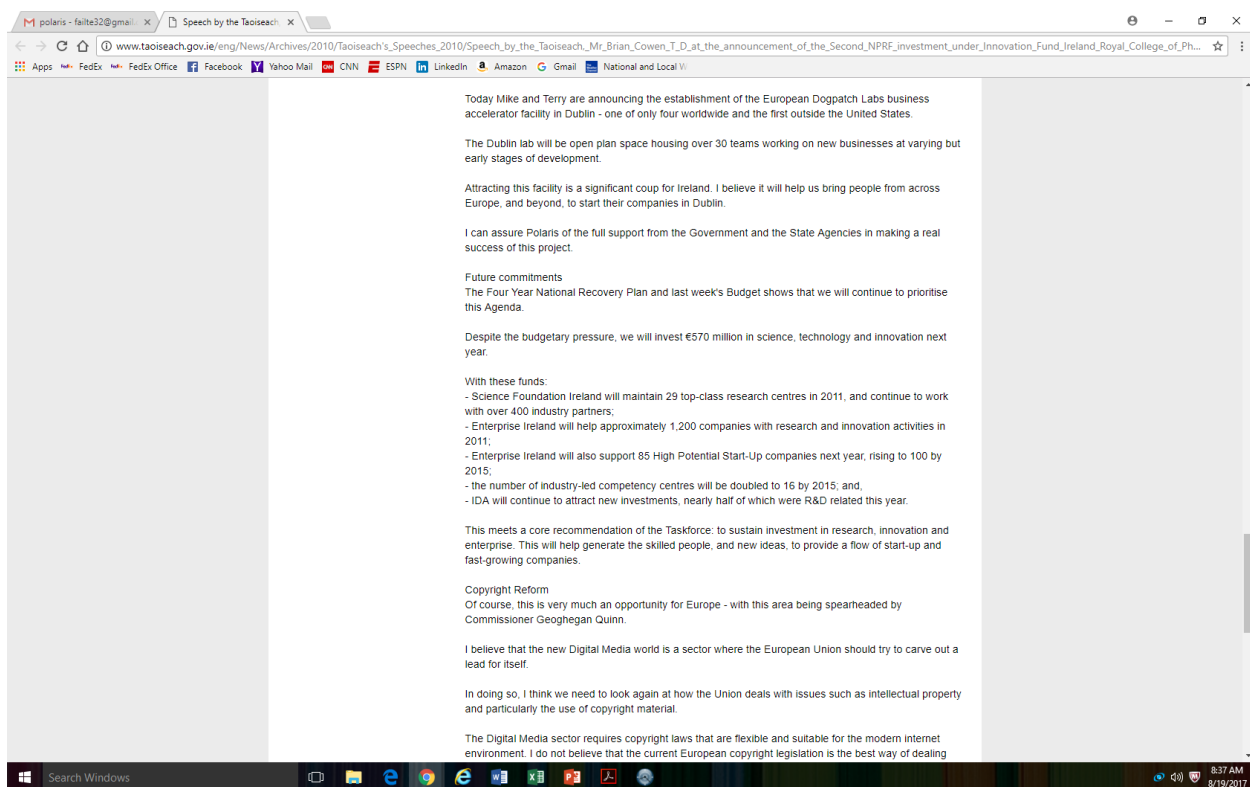 polaris - failte32@gmail.
Speech by the Taoiseach
www.taoiseach.gov.ie/eng/News/Archives/2010/Taoiseach's_Speeches_2010/Speech_by_the_Taoiseach,_Mr_Brian_Cowen_T_D_at_the_announcement_of_the_Second_NPRF_investment_under_Innovation_Fund_Ireland_Royal_College_of_Ph...
Apps FedEx FedEx Office Facebook Yahoo Mail CNN ESPN LinkedIn Amazon Gmail National and Local W
Today Mike and Terry are announcing the establishment of the European Dogpatch Labs business
accelerator facility in Dublin - one of only four worldwide and the first outside the United States.
The Dublin lab will be open plan space housing over 30 teams working on new businesses at varying but
early stages of development.
Attracting this facility is a significant coup for Ireland. I believe it will help us bring people from across
Europe, and beyond, to start their companies in Dublin.
I can assure Polaris of the full support from the Government and the State Agencies in making a real
success of this project.
Future commitments
The Four Year National Recovery Plan and last week's Budget shows that we will continue to prioritise
this Agenda.
Despite the budgetary pressure, we will invest €570 million in science, technology and innovation next
year.
With these funds:
- Science Foundation Ireland will maintain 29 top-class research centres in 2011, and continue to work
with over 400 industry partners;
- Enterprise Ireland will help approximately 1,200 companies with research and innovation activities in
2011;
- Enterprise Ireland will also support 85 High Potential Start-Up companies next year, rising to 100 by
2015;
- the number of industry-led competency centres will be doubled to 16 by 2015; and,
- IDA will continue to attract new investments, nearly half of which were R&D related this year.
This meets a core recommendation of the Taskforce: to sustain investment in research, innovation and
enterprise. This will help generate the skilled people, and new ideas, to provide a flow of start-up and
fast-growing companies.
Copyright Reform
Of course, this is very much an opportunity for Europe - with this area being spearheaded by
Commissioner Geoghegan Quinn.
I believe that the new Digital Media world is a sector where the European Union should try to carve out a
lead for itself.
In doing so, I think we need to look again at how the Union deals with issues such as intellectual property
and particularly the use of copyright material.
The Digital Media sector requires copyright laws that are flexible and suitable for the modern internet
environment. I do not believe that the current European copyright legislation is the best way of dealing
Search Windows
8:37 AM
8/19/2017